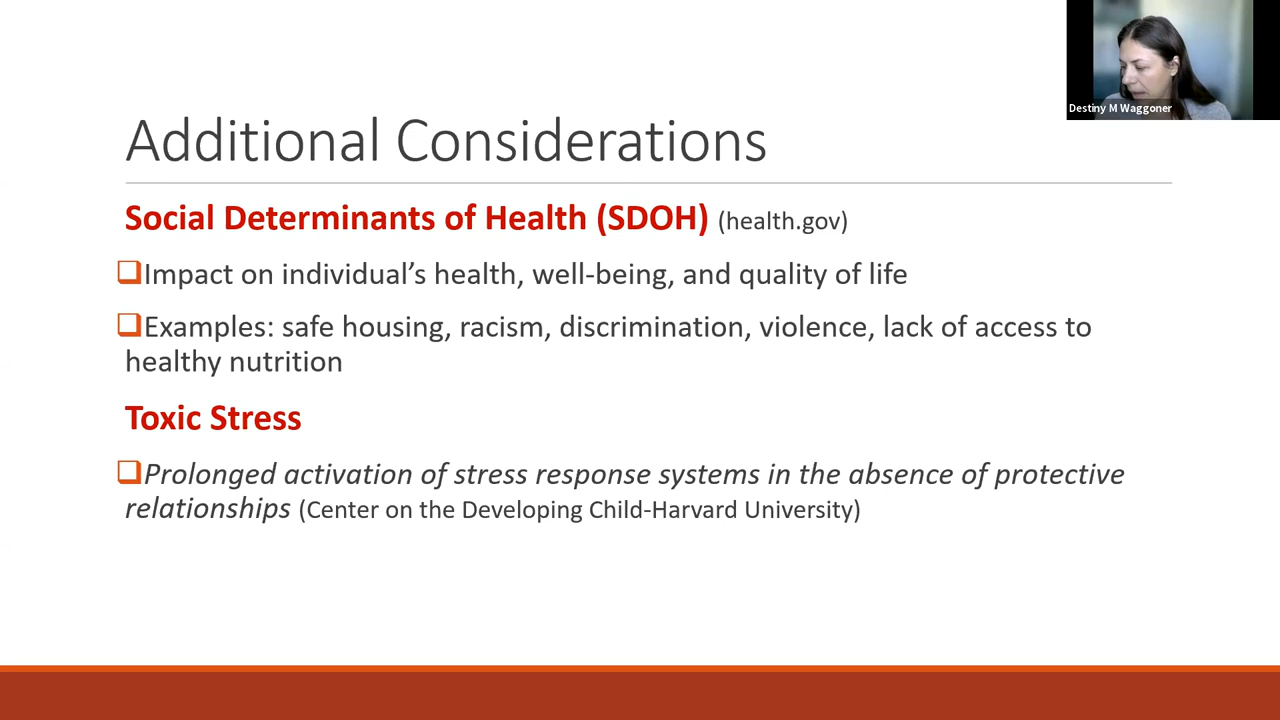 Destiny M Waggoner
Additional Considerations
Social Determinants of Health (SDOH) (health.gov)
❑Impact on individual’s health, well-being, and quality of life
❑Examples: safe housing, racism, discrimination, violence, lack of access to
healthy nutrition
Toxic Stress
❑Prolonged activation of stress response systems in the absence of protective
relationships (Center on the Developing Child-Harvard University)